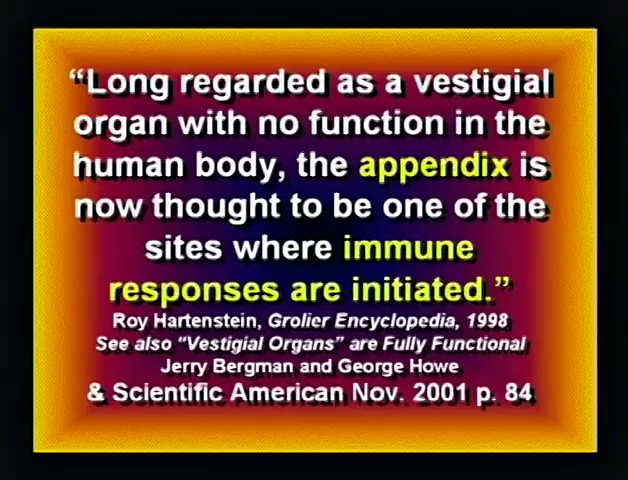 “Long regarded as a vestigial
organ with no function in the
human body, the appendix is
now thought to be one of the
sites where immune
responses are initiated.”
Roy Hartenstein, Grolier Encyclopedia, 1998
See also “Vestigial Organs” are Fully Functional
Jerry Bergman and George Howe
& Scientific American Nov. 2001 p. 84